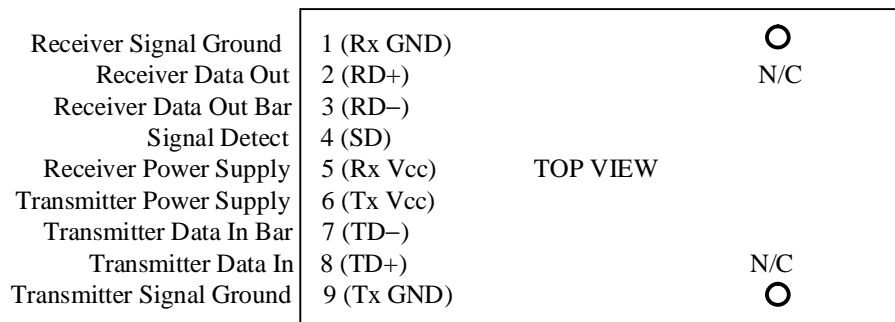 Receiver Signal Ground 1 (Rx GND)
Receiver Data Out 2 (RD+) N/C
Receiver Data Out Bar 3 (RD−)
Signal Detect 4 (SD)
Receiver Power Supply 5 (Rx Vcc) TOP VIEW
Transmitter Power Supply 6 (Tx Vcc)
Transmitter Data In Bar 7 (TD−)
Transmitter Data In 8 (TD+) N/C
Transmitter Signal Ground 9 (Tx GND)